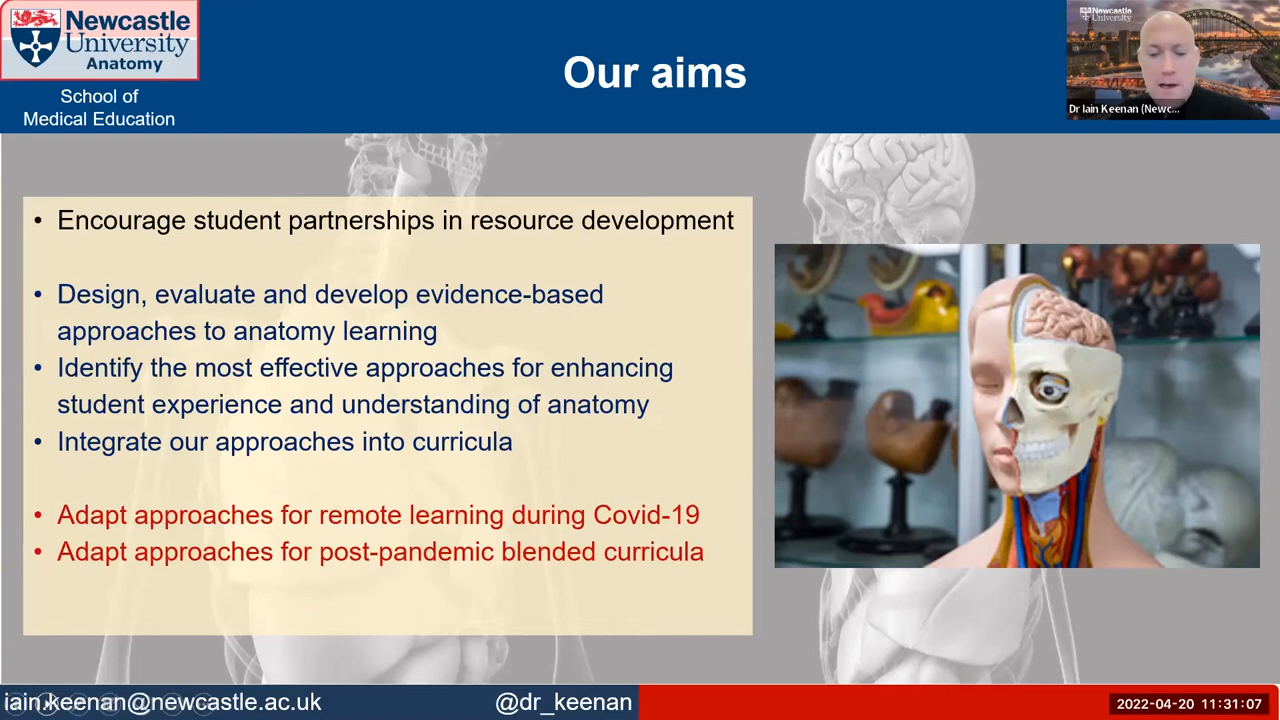 Newcastle
University
Anatomy
School of
Medical Education
Our aims
Newcastle
University
Dr Iain Keenan (Newc...
• Encourage student partnerships in resource development
• Design, evaluate and develop evidence-based
approaches to anatomy learning
• Identify the most effective approaches for enhancing
student experience and understanding of anatomy
• Integrate our approaches into curricula
• Adapt approaches for remote learning during Covid-19
• Adapt approaches for post-pandemic blended curricula
iain.keenan@newcastle.ac.uk
@dr_keenan
2022-04-20 11:31:07